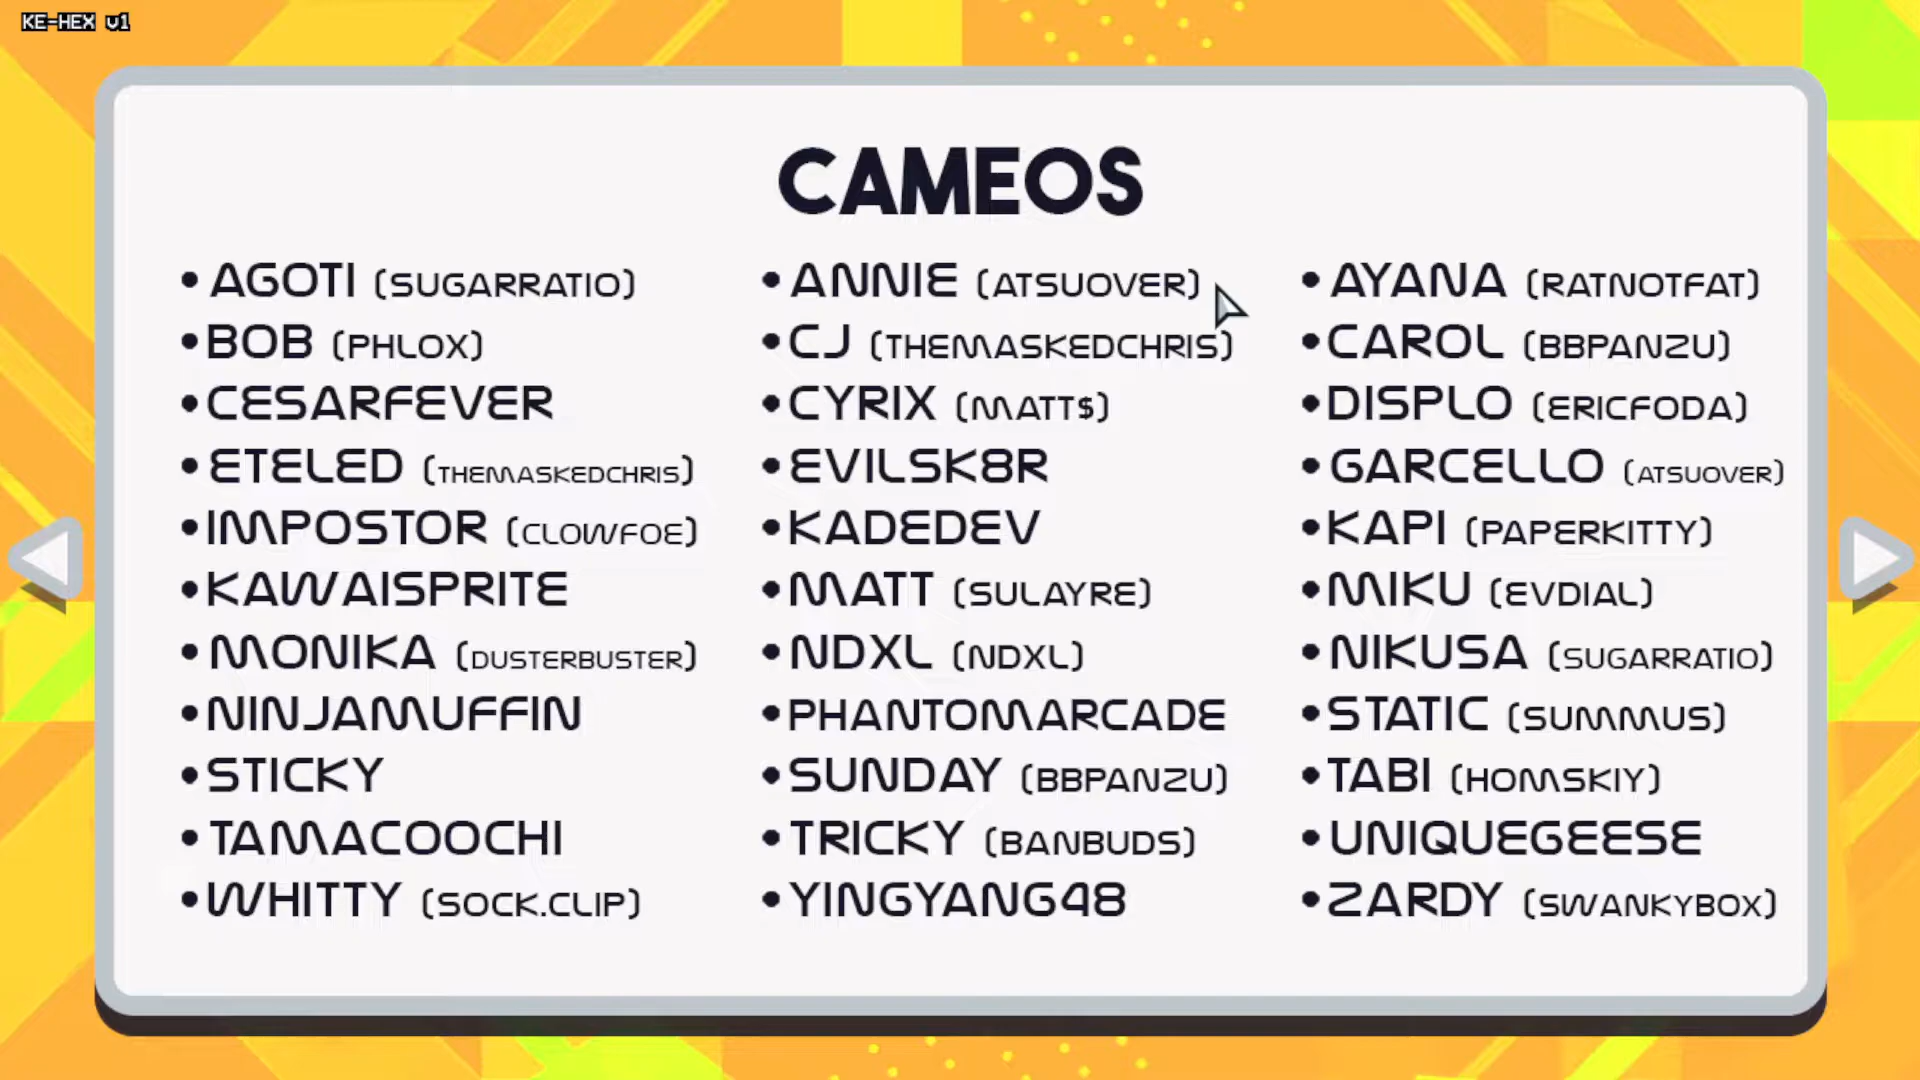 KE=HEX v1
CAMEOS
• AGOTI (SUGARRATIO) • ANNIE (ATSUOVER) • AYANA (RATNOTFAT)
• BOB (PHLOX) • CJ (THEMASKEDCHRIS) • CAROL (BBPANZU)
• CESARFEVER • CYRIX (MATT$) • DISPLO (ERICFODA)
• ETELED (THEMASKEDCHRIS) • EVILSK8R • GARCELLO (ATSUOVER)
• IMPOSTOR (CLOWFOE) • KADEDEV • KAPI (PAPERKITTY)
• KAWAISPRITE • MATT (SULAYRE) • MIKU (EVDIAL)
• MONIKA (DUSTERBUSTER) • NDXL (NDXL) • NIKUSA (SUGARRATIO)
• NINJAMUFFIN • PHANTOMARCADE • STATIC (SUMMUS)
• STICKY • SUNDAY (BBPANZU) • TABI (HOMSKIY)
• TAMACOOCHI • TRICKY (BANBUDS) • UNIQUEGEESE
• WHITTY (SOCK.CLIP) • YINGYANG48 • ZARDY (SWANKYBOX)